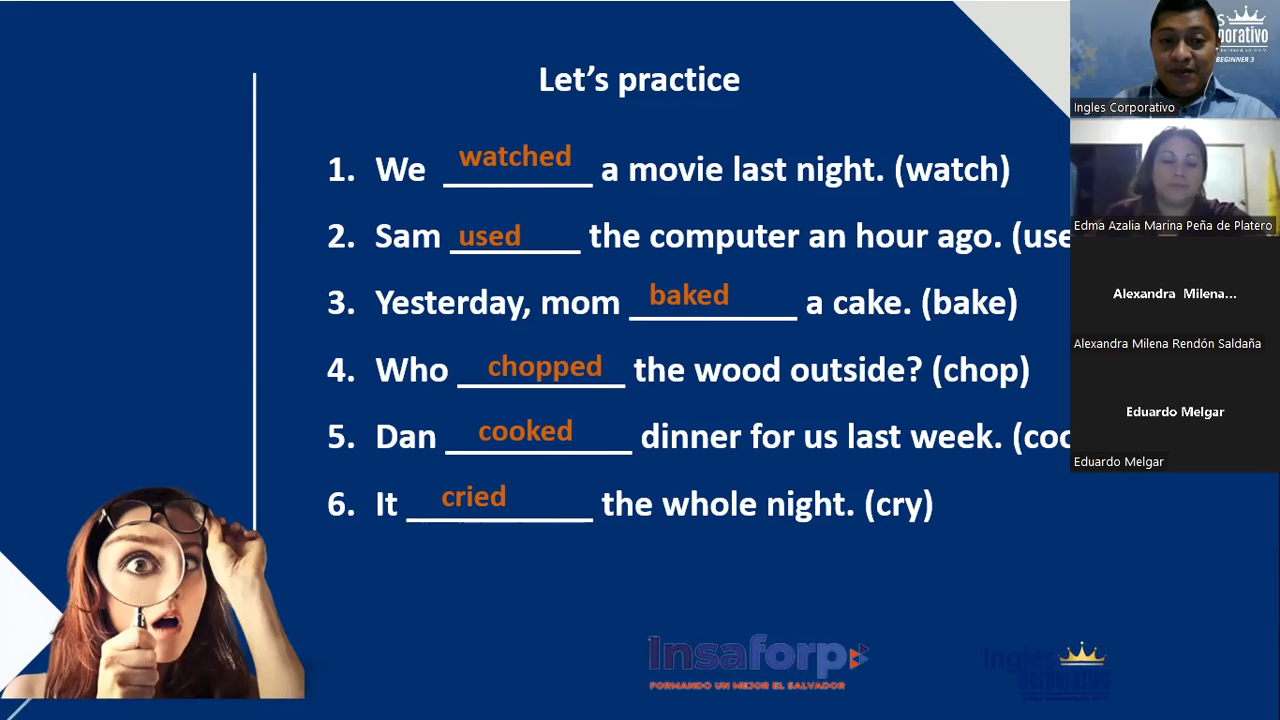 Let's practice
1. We watched a movie last night. (watch)
2. Sam used the computer an hour ago. (use
3. Yesterday, mom baked a cake. (bake)
4. Who chopped the wood outside? (chop)
5. Dan cooked dinner for us last week. (coo
6. It cried the whole night. (cry)
Insaforp
FORMANDO UN MEJOR EL SALVADOR
Ingles
Corporativo
BEGINNER 3
Ingles Corporativo
Edma Azalia Marina Peña de Platero
Alexandra Milena...
Alexandra Milena Rendón Saldaña
Eduardo Melgar
Eduardo Melgar